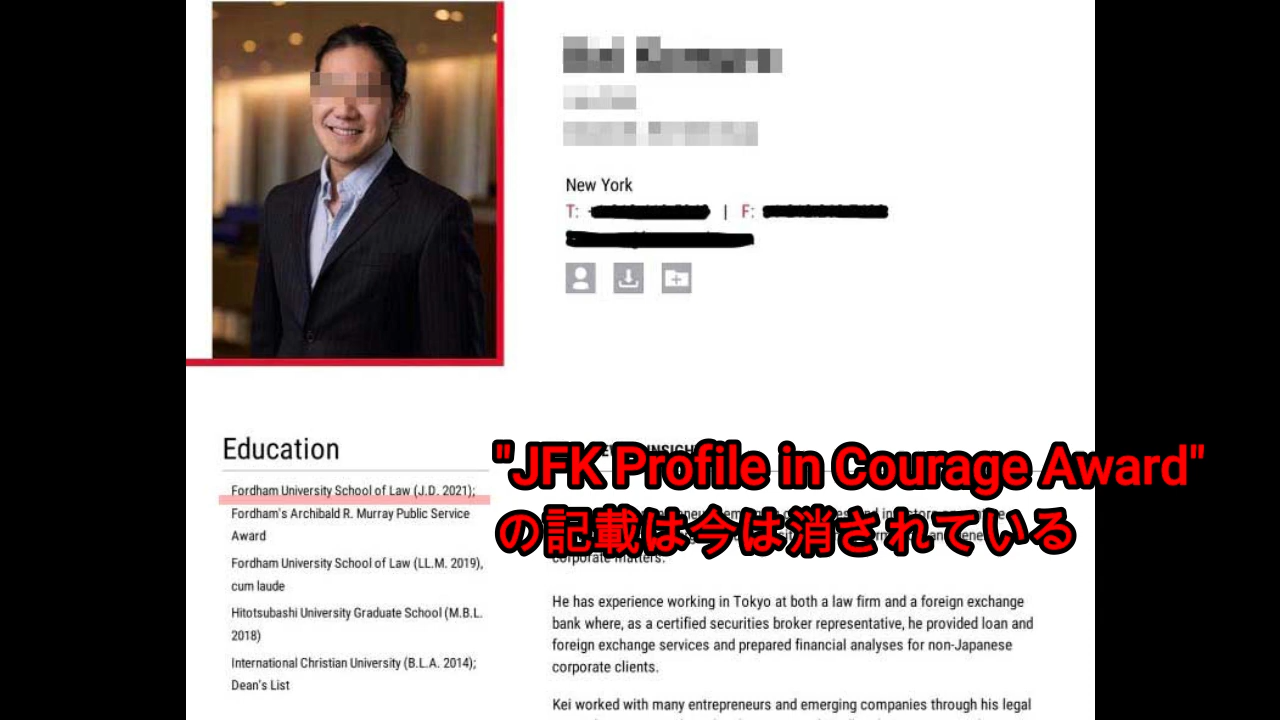 New York
T: | F:
Education
Fordham University School of Law (J.D. 2021);
Fordham's Archibald R. Murray Public Service
Award
Fordham University School of Law (LL.M. 2019),
cum laude
Hitotsubashi University Graduate School (M.B.L.
2018)
International Christian University (B.L.A. 2014);
Dean's List
"JFK Profile in Courage Award"
の記載は今は消されている
corporate matters.
He has experience working in Tokyo at both a law firm and a foreign exchange
bank where, as a certified securities broker representative, he provided loan and
foreign exchange services and prepared financial analyses for non-Japanese
corporate clients.
Kei worked with many entrepreneurs and emerging companies through his legal